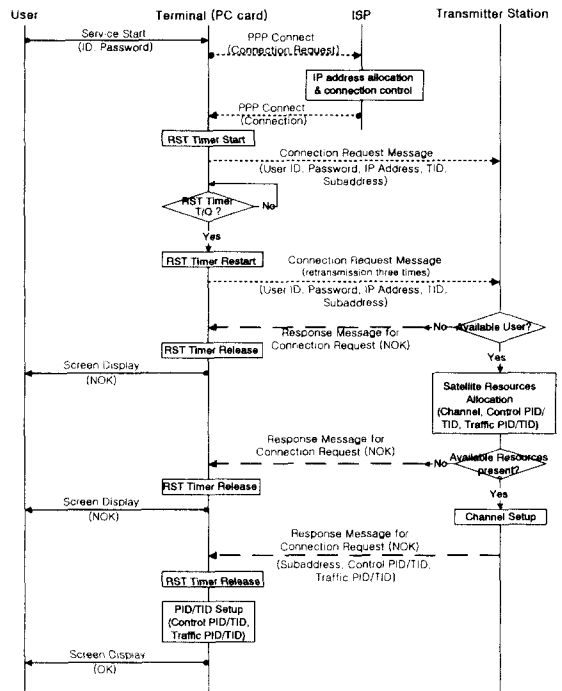 User Terminal (PC card) ISP Transmitter Station
Service Start
(ID, Password)
PPP Connect
(Connection Request)
IP address allocation
& connection control
PPP Connect
(Connection)
RST Timer Start
Connection Request Message
(User ID, Password, IP Address, TID,
Subaddress)
RST Timer
T/O ?
No
Yes
RST Timer Restart
Connection Request Message
(retransmission three times)
(User ID, Password, IP Address, TID,
Subaddress)
No
Available User?
Response Message for
Connection Request (NOK)
RST Timer Release
Yes
Screen Display
(NOK)
Satellite Resources
Allocation
(Channel, Control PID/
TID, Traffic PID/TID)
Response Message for
Connection Request (NOK)
No
Available Resources
present?
RST Timer Release
Yes
Screen Display
(NOK)
Channel Setup
Response Message for
Connection Request (NOK)
(Subaddress, Control PID/TID,
Traffic PID/TID)
RST Timer Release
PID/TID Setup
(Control PID/TID,
Traffic PID/TID)
Screen Display
(OK)